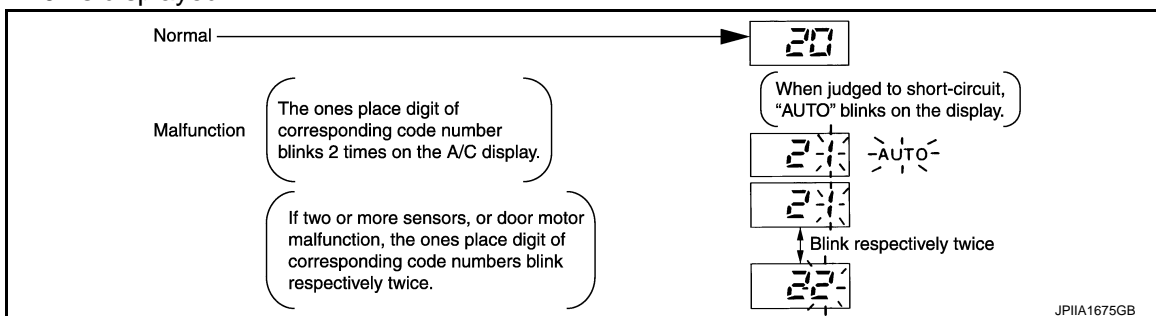 displayed
Normal
20
When judged to short-circuit,
"AUTO" blinks on the display.
The ones place digit of
corresponding code number
blinks 2 times on the A/C display.
Malfunction
21 AUTO
21
If two or more sensors, or door motor
malfunction, the ones place digit of
corresponding code numbers blink
respectively twice.
Blink respectively twice
22
JPIIA1675GB